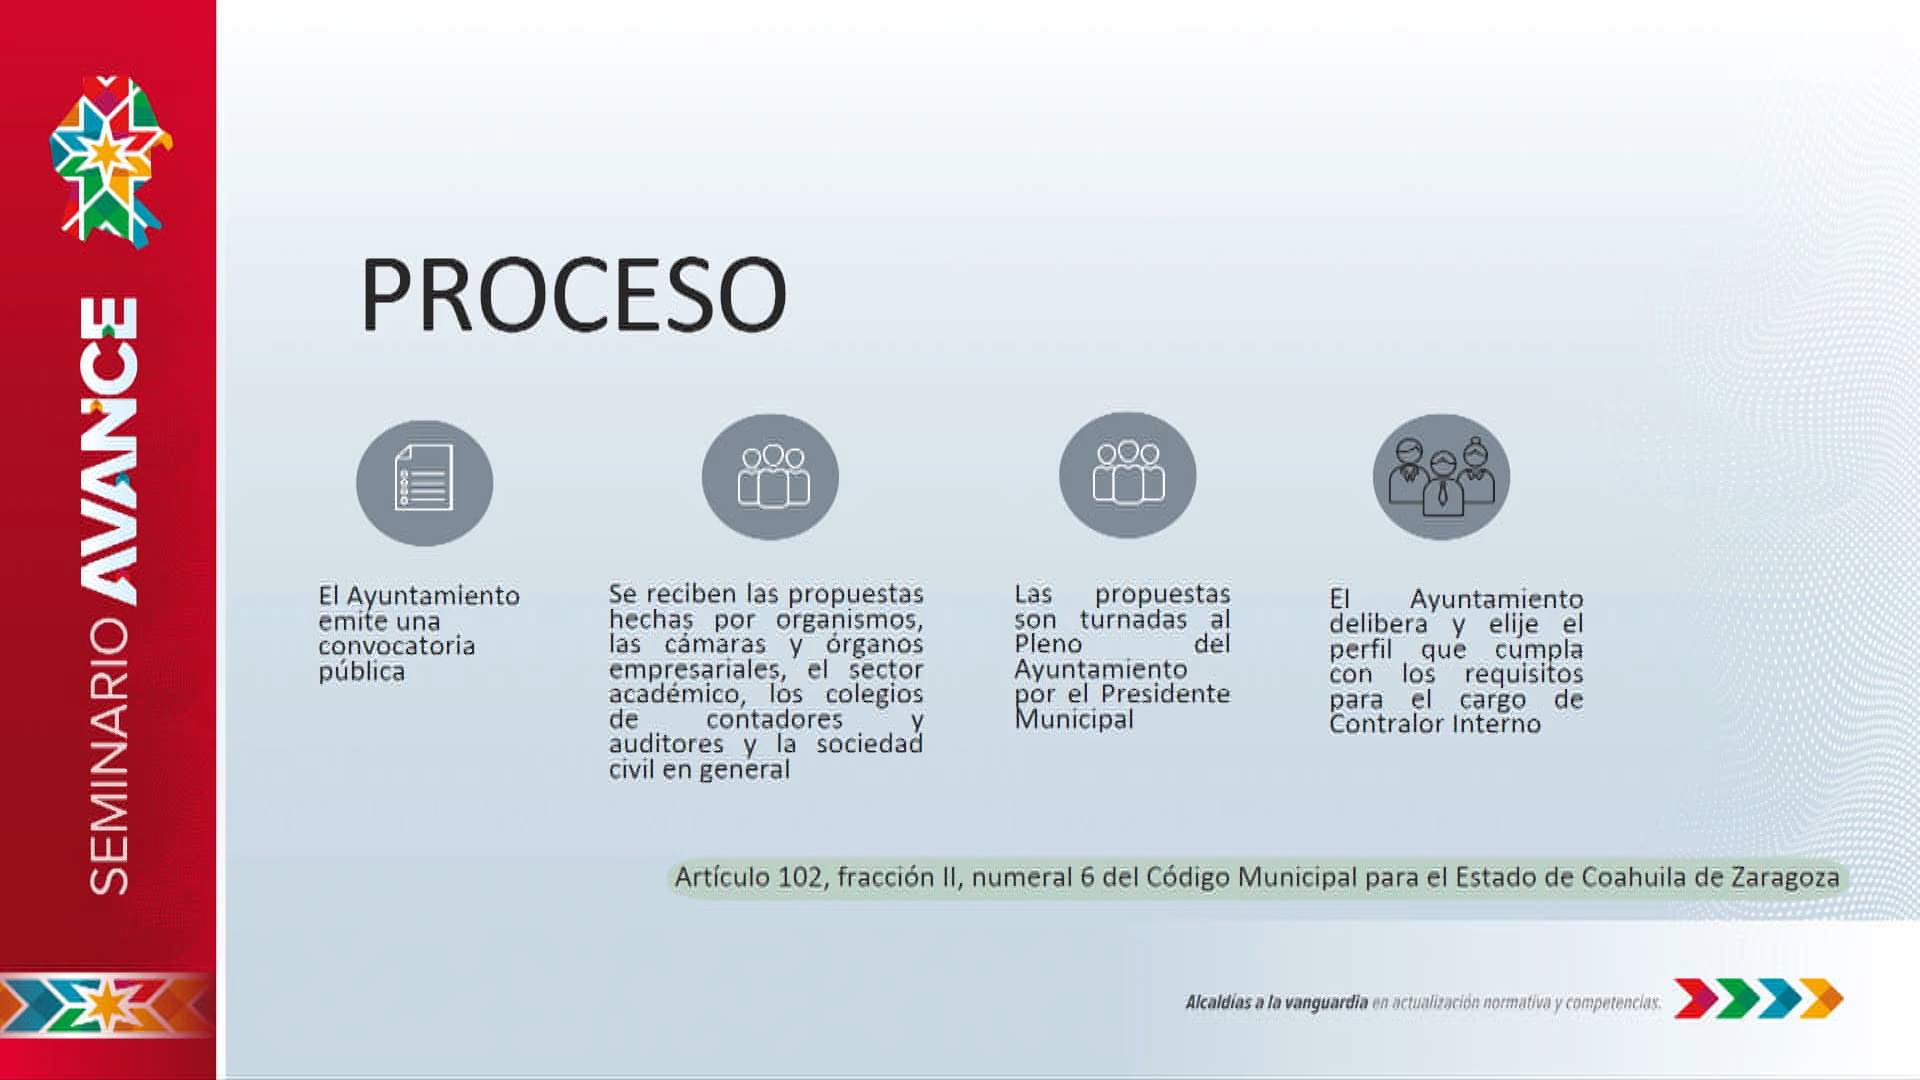 SEMINARIO AVANCE
PROCESO
El Ayuntamiento
emite una
convocatoria
pública
Se reciben las propuestas
hechas por organismos,
las cámaras y órganos
empresariales, el sector
académico, los colegios
de contadores y
auditores y la sociedad
civil en general
Las propuestas
son turnadas al
Pleno del
Ayuntamiento
por el Presidente
Municipal
El Ayuntamiento
delibera y elije el
perfil que cumpla
con los requisitos
para el cargo de
Contralor Interno
Artículo 102, fracción II, numeral 6 del Código Municipal para el Estado de Coahuila de Zaragoza
Alcaldías a la vanguardia en actualización normativa y competencias.